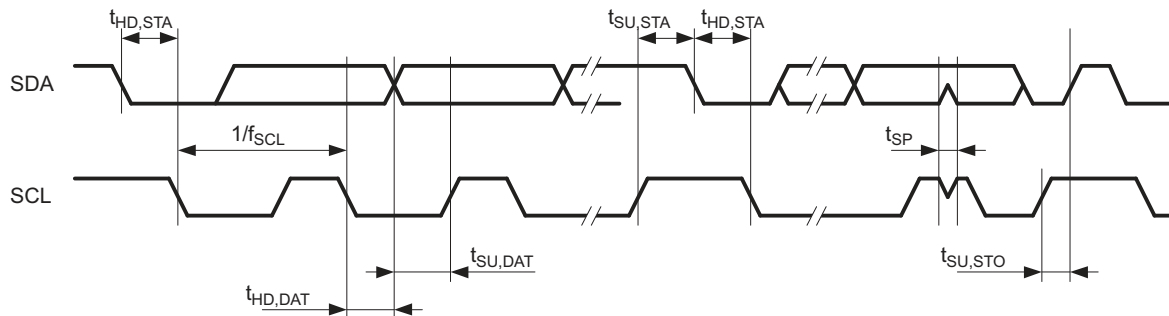 tHD,STA
tSU,STA
tHD,STA
SDA
1/fSCL
tSP
SCL
tSU,DAT
tSU,STO
tHD,DAT